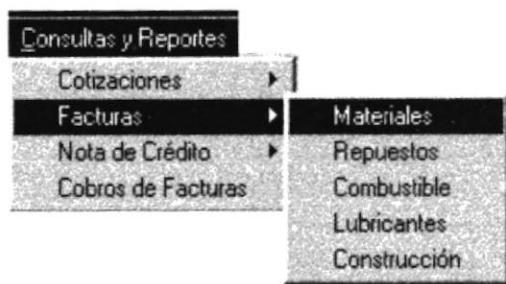 Consultas y Reportes
Cotizaciones
Facturas
Nota de Crédito
Cobros de Facturas
Materiales
Repuestos
Combustible
Lubricantes
Construcción